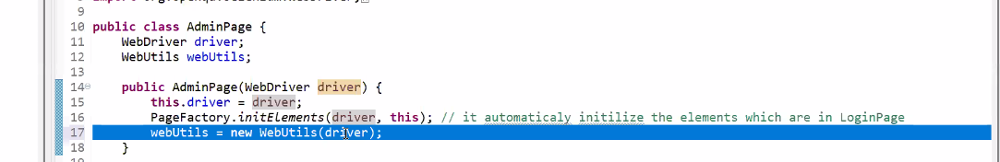 9
10 public class AdminPage {
11 WebDriver driver;
12 WebUtils webUtils;
13
14 public AdminPage(WebDriver driver) {
15 this.driver = driver;
16 PageFactory.initElements(driver, this); // it automaticaly initilize the elements which are in LoginPage
17 webUtils = new WebUtils(driver);
18 }